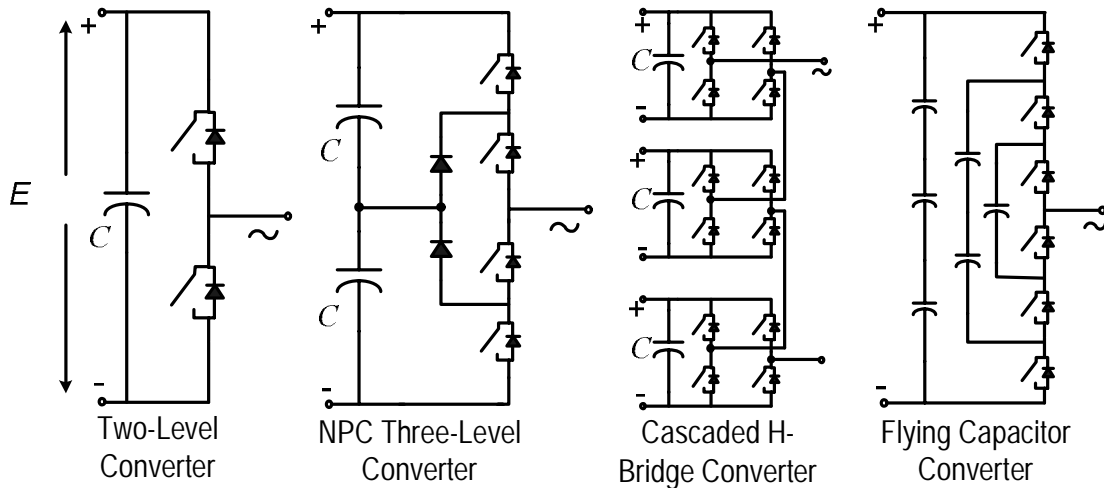 +
E
C
-
~
Two-Level
Converter
+
C
C
-
~
NPC Three-Level
Converter
+
C
-
~
+
C
-
+
C
-
Cascaded H-
Bridge Converter
+
-
~
Flying Capacitor
Converter